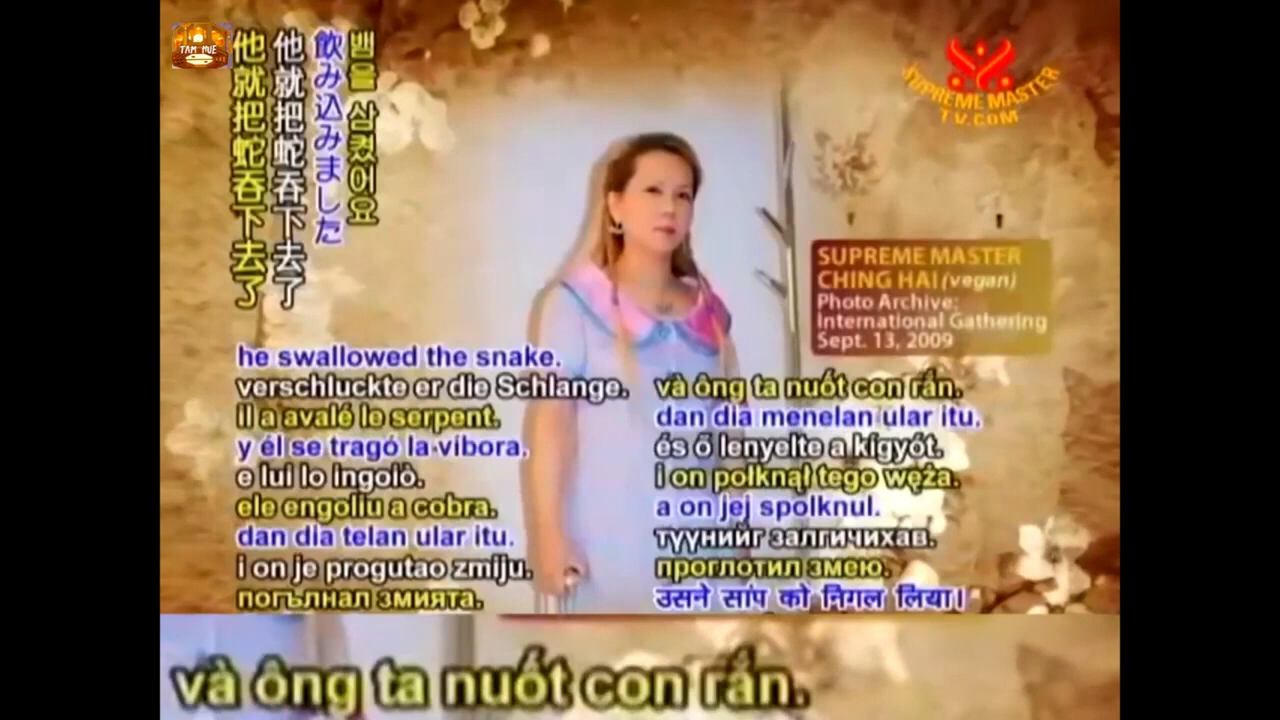 TAM HUE
뱀을 삼켰어요
飲み込みました
他就把蛇吞下去了
他就把蛇吞下去了
SUPREME MASTER
TV.COM
SUPREME MASTER
CHING HAI (vegan)
Photo Archive:
International Gathering
Sept. 13, 2009
he swallowed the snake.
verschluckte er die Schlange.
il a avalé le serpent.
y él se tragó la víbora,
e lui lo ingoiò.
ele engoliu a cobra.
dan dia telan ular itu.
i on je progutao zmiju.
погълнал змията.
và ông ta nuốt con rắn.
dan dia menelan ular itu.
és ő lenyelte a kígyót.
i on połknął tego węża.
a on jej spolknul.
түүнийг залгичихав.
проглотил змею.
उसने सांप को निगल लिया।
và ông ta nuốt con rắn.